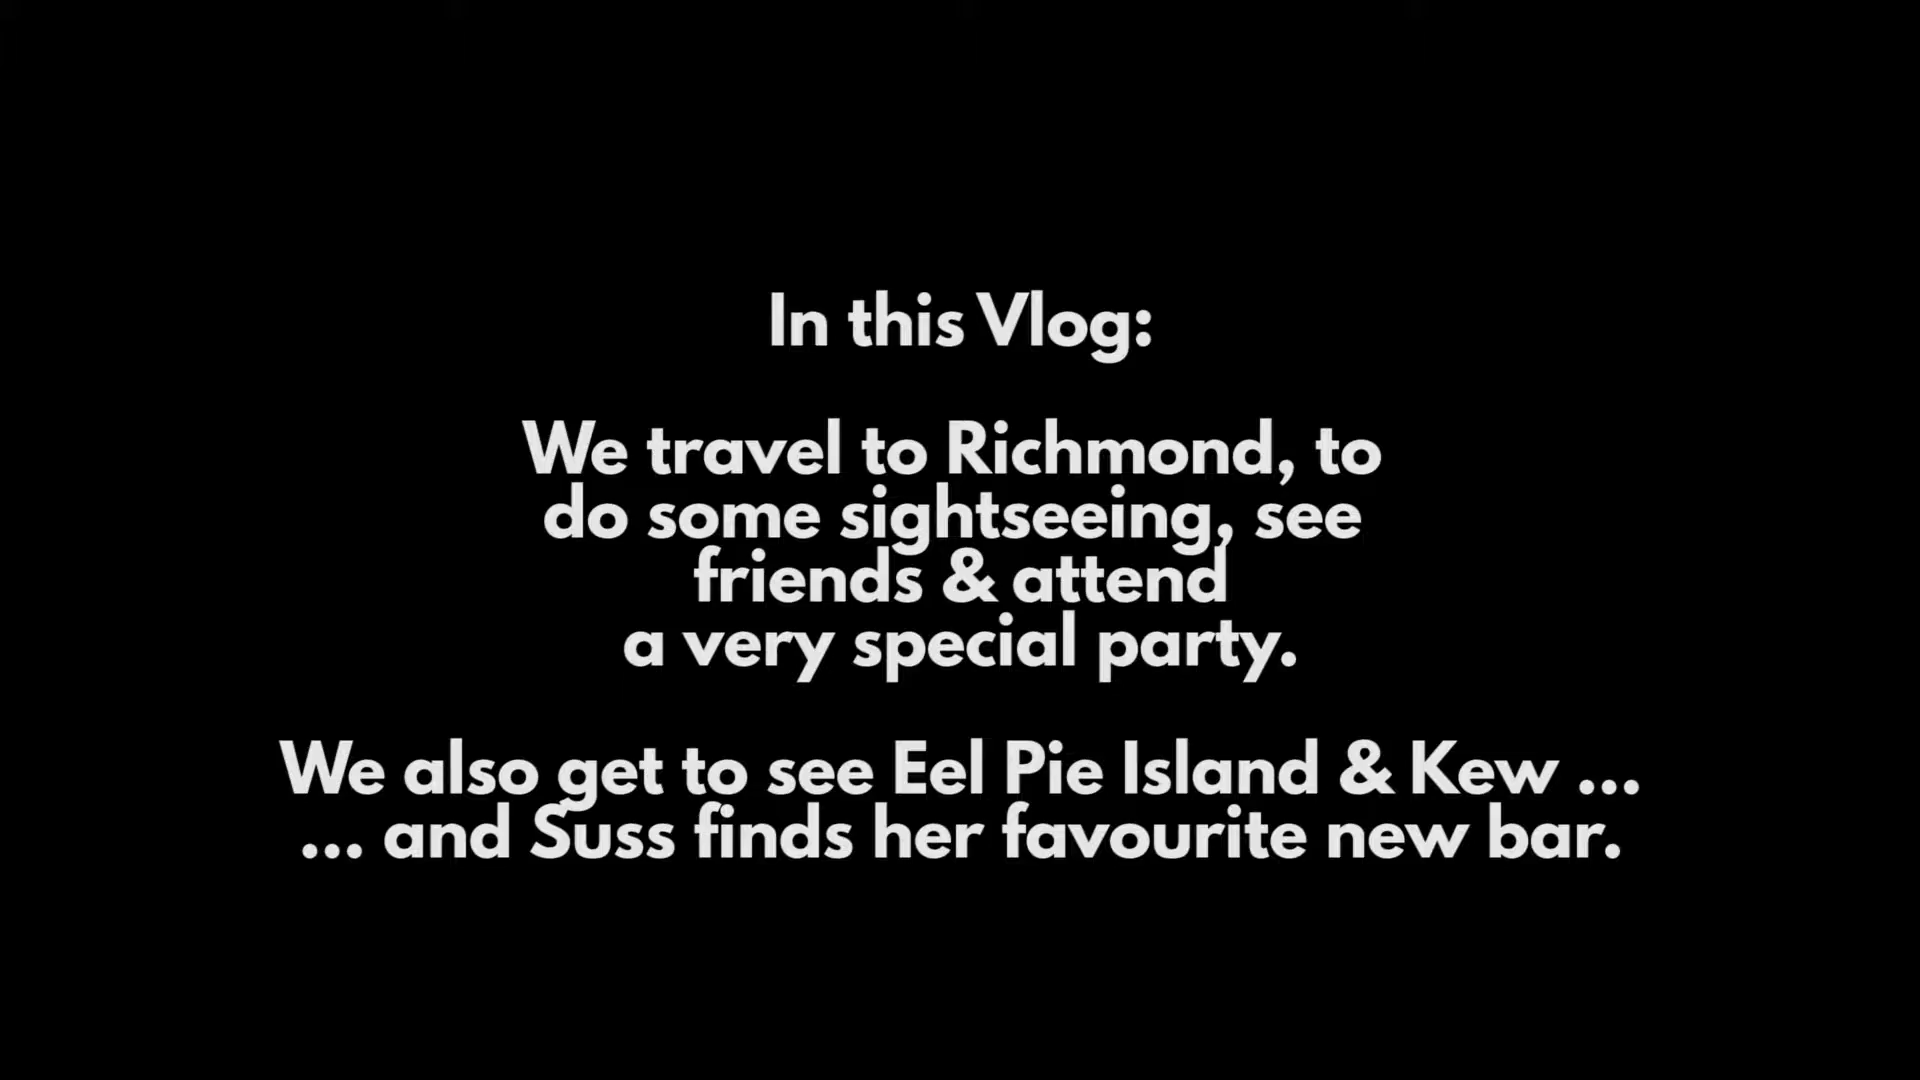 In this Vlog:
We travel to Richmond, to
do some sightseeing, see
friends & attend
a very special party.
We also get to see Eel Pie Island & Kew ...
... and Suss finds her favourite new bar.